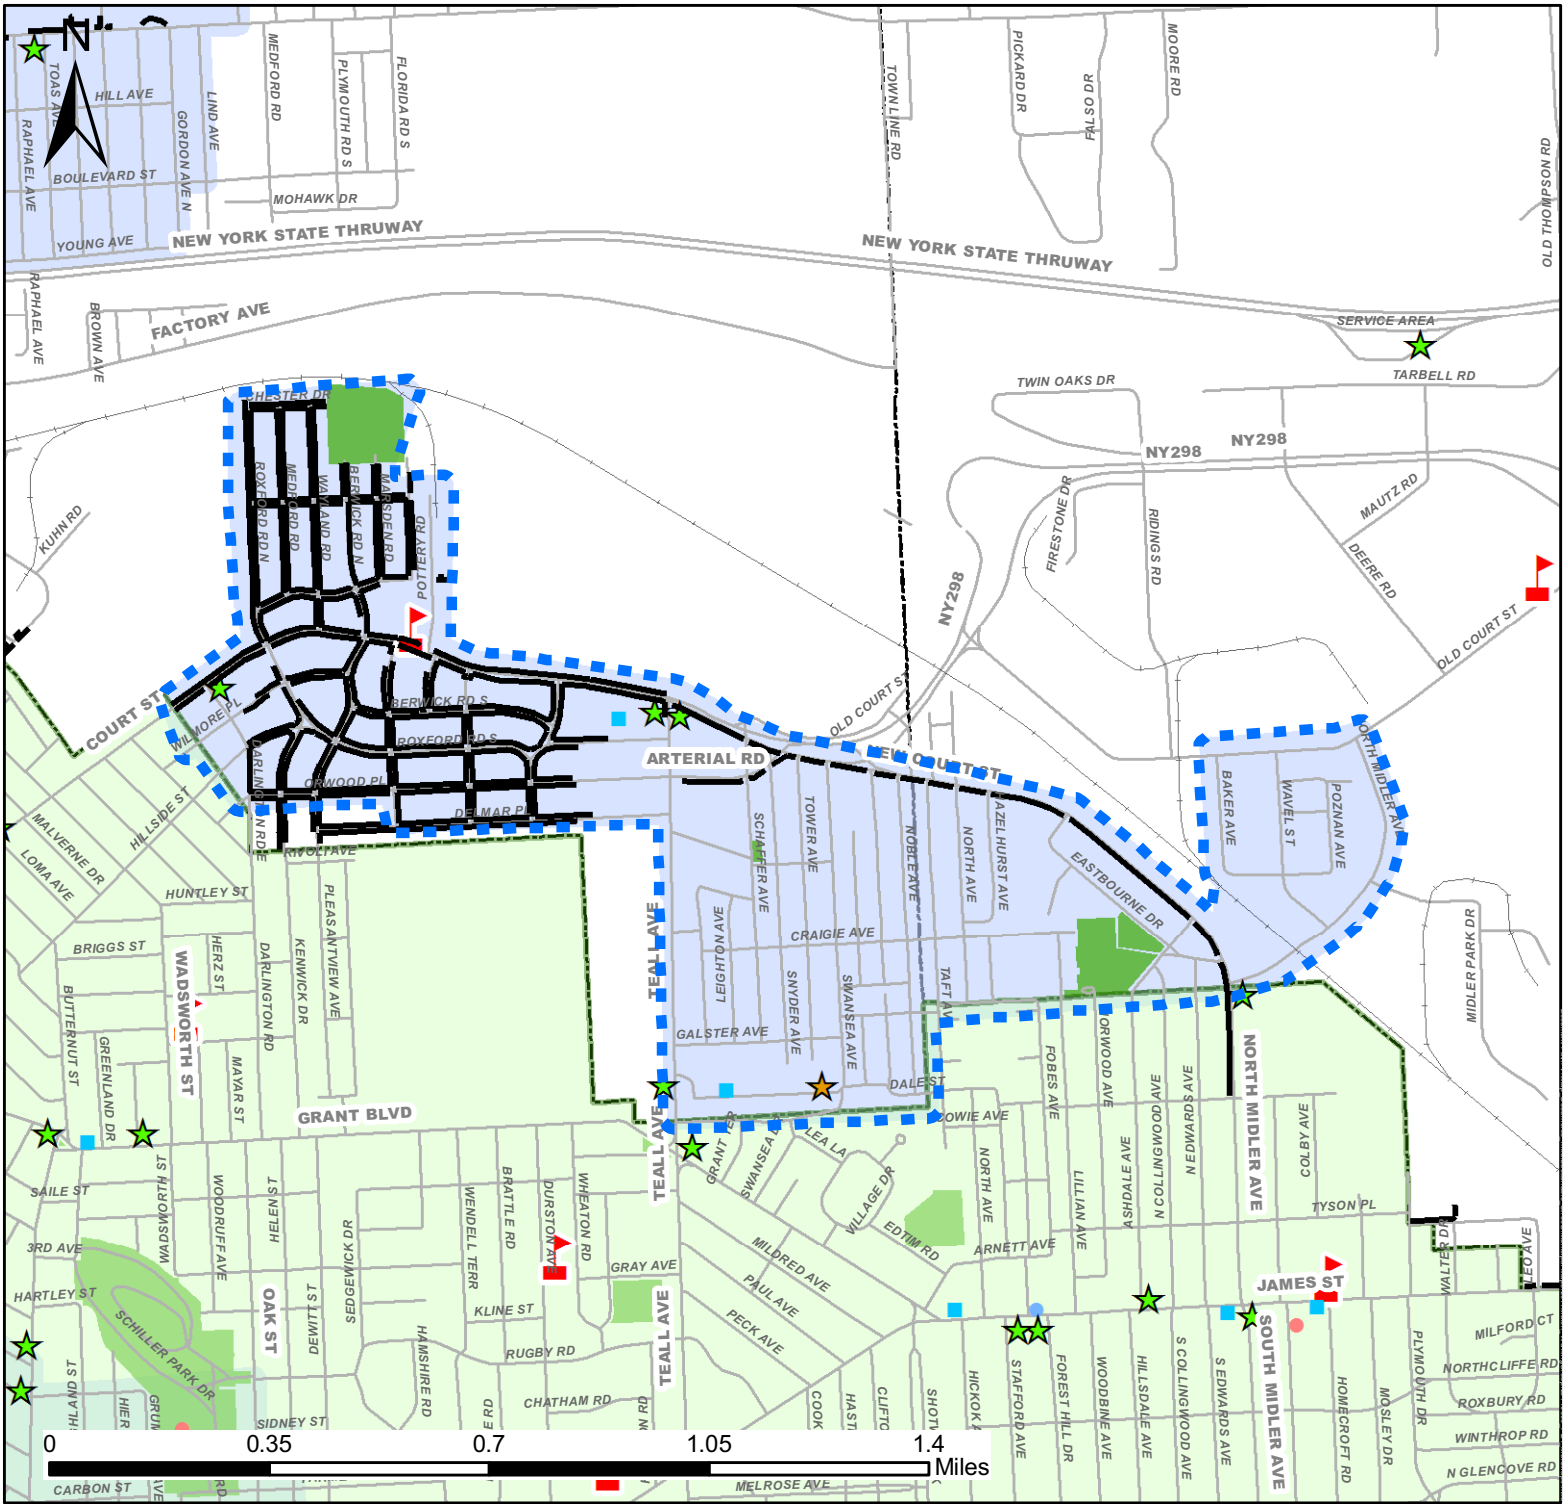 N
TOAS AVE
HILL AVE
LIND AVE
RAPHAEL AVE
GORDON AVE N
BOULEVARD ST
YOUNG AVE
MEDFORD RD
PLYMOUTH RD S
FLORIDA RD S
MOHAWK DR
NEW YORK STATE THRUWAY
TOWN LINE RD
PICKARD DR
FALSO DR
MOORE RD
OLD THOMPSON RD
NEW YORK STATE THRUWAY
RAPHAEL AVE
BROWN AVE
FACTORY AVE
SERVICE AREA
TARBELL RD
TWIN OAKS DR
NY298
NY298
CHESTER DR
ROXFORD RD N
MEDFORD RD
WAYLAND RD
BERWICK RD N
MARSDEN RD
POTTERY RD
KUHN RD
FIRESTONE DR
RIDINGS RD
MAUTZ RD
DEERE RD
NY298
OLD COURT ST
COURT ST
WILMORE PL
BERWICK RD S
ROXFORD RD S
DARLINGTON RD E
ORWOOD PL
DELMAR PL
ARTERIAL RD
OLD COURT ST
NEW COURT ST
NORTH MIDLER AVE
BAKER AVE
WAVEL ST
POZNAN AVE
MALVERNE DR
LOMA AVE
HILLSIDE ST
RIVOLI AVE
HUNTLEY ST
PLEASANTVIEW AVE
SCHAFFER AVE
TOWER AVE
NOBLE AVE
NORTH AVE
HAZELHURST AVE
EASTBOURNE DR
BRIGGS ST
HERZ ST
WADSWORTH ST
DARLINGTON RD
KENWICK DR
TEALL AVE
LEIGHTON AVE
CRAIGIE AVE
SNYDER AVE
SWANSEA AVE
TAFT AVE
MIDLER PARK DR
BUTTERNUT ST
GREENLAND DR
MAYAR ST
GALSTER AVE
DALE ST
FOBES AVE
NORWOOD AVE
N COLLINGWOOD AVE
N EDWARDS AVE
NORTH MIDLER AVE
COLBY AVE
GRANT BLVD
TEALL AVE
GRANT TER
LEA LA
COWIE AVE
ASHDALE AVE
SAILE ST
WADSWORTH ST
WOODRUFF AVE
HELEN ST
SEDGEWICK DR
WENDELL TERR
BRATTLE RD
DURSTON AVE
WHEATON RD
VILLAGE DR
EDTIM RD
NORTH AVE
LILLIAN AVE
TYSON PL
3RD AVE
GRAY AVE
MILDRED AVE
ARNETT AVE
WALTER DR
LEO AVE
HARTLEY ST
OAK ST
DEWITT ST
KLINE ST
PAUL AVE
PECK AVE
TEALL AVE
JAMES ST
SCHILLER PARK DR
HAMSHIRE RD
RUGBY RD
SOUTH MIDLER AVE
MILFORD CT
NORTHCLIFFE RD
CHATHAM RD
STAFFORD AVE
FOREST HILL DR
WOODBINE AVE
HILLSDALE AVE
S COLLINGWOOD AVE
S EDWARDS AVE
HOMECROFT RD
MOSLEY DR
PLYMOUTH DR
ROXBURY RD
SIDNEY ST
WINTHROP RD
0 0.35 0.7 1.05 1.4
Miles
CARBON ST
MELROSE AVE
N GLENCOVE RD